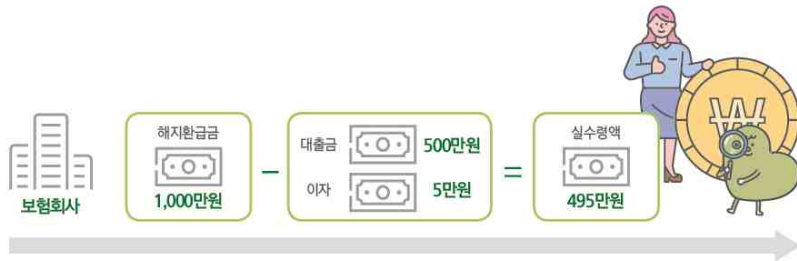 해지환급금
1,000만원
보험회사
−
대출금 500만원
이자 5만원
=
실수령액
495만원
₩